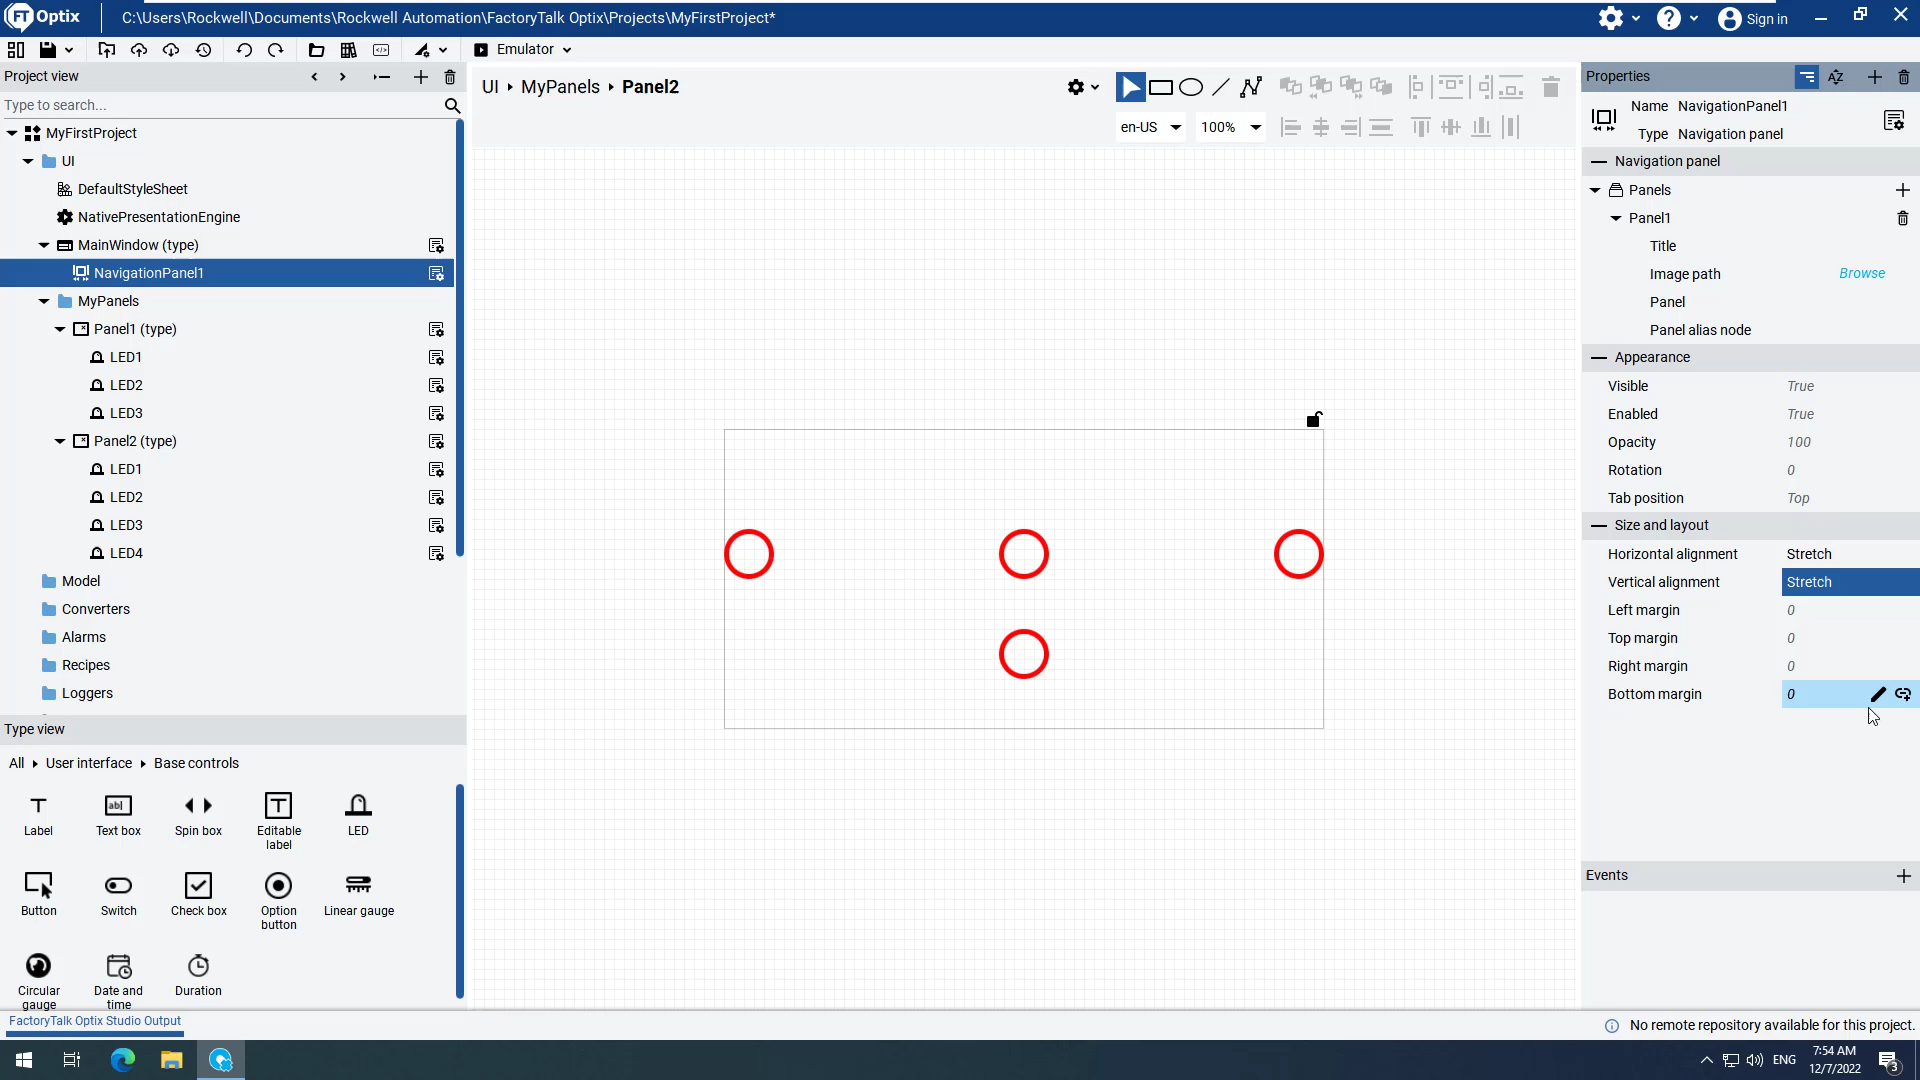 FT Optix
C:\Users\Rockwell\Documents\Rockwell Automation\FactoryTalk Optix\Projects\MyFirstProject*
Sign in
Emulator
Project view
Type to search...
MyFirstProject
UI
DefaultStyleSheet
NativePresentationEngine
MainWindow (type)
NavigationPanel1
MyPanels
Panel1 (type)
LED1
LED2
LED3
Panel2 (type)
LED1
LED2
LED3
LED4
Model
Converters
Alarms
Recipes
Loggers
Type view
All User interface Base controls
Label
Text box
Spin box
Editable label
LED
Button
Switch
Check box
Option button
Linear gauge
Circular gauge
Date and time
Duration
FactoryTalk Optix Studio Output
UI MyPanels Panel2
en-US 100%
Properties
Name NavigationPanel1
Type Navigation panel
Navigation panel
Panels
Panel1
Title
Image path Browse
Panel
Panel alias node
Appearance
Visible True
Enabled True
Opacity 100
Rotation 0
Tab position Top
Size and layout
Horizontal alignment Stretch
Vertical alignment Stretch
Left margin 0
Top margin 0
Right margin 0
Bottom margin 0
Events
No remote repository available for this project.
ENG
7:54 AM
12/7/2022
3